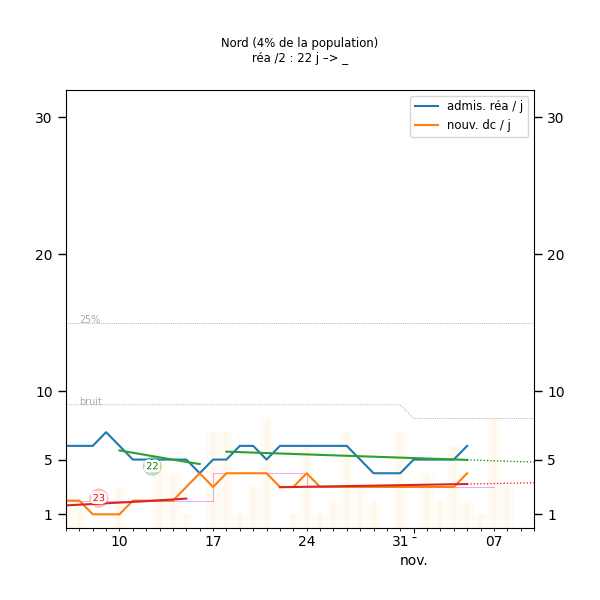 Nord (4% de la population)
réa /2 : 22 j –> _
admis. réa / j
nouv. dc / j
30 30
20 20
25%
10 10
bruit
5 5
22
23
1 1
10 17 24 31 - 07
nov.